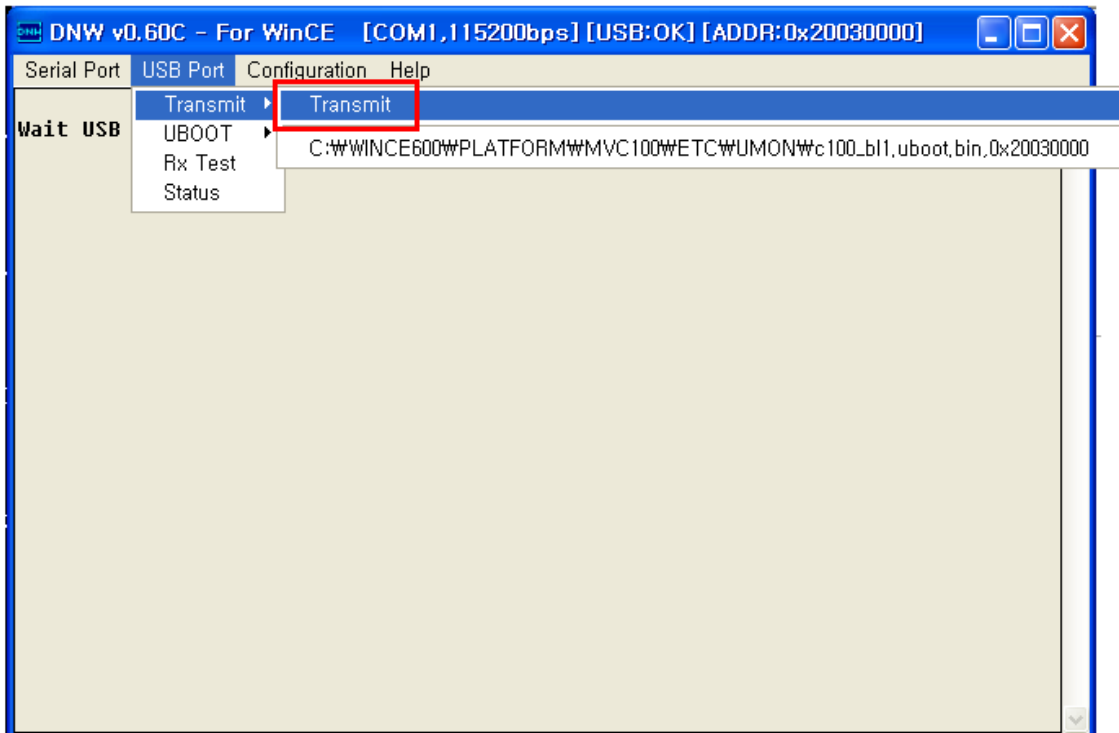 DNW v0.60C - For WinCE [COM1,115200bps] [USB:OK] [ADDR:0x20030000]
Serial Port USB Port Configuration Help
Transmit Transmit
Wait USB
UBOOT
C:₩WINCE600₩PLATFORM₩MVC100₩ETC₩UMON₩c100_bl1.uboot.bin,0x20030000
Rx Test
Status